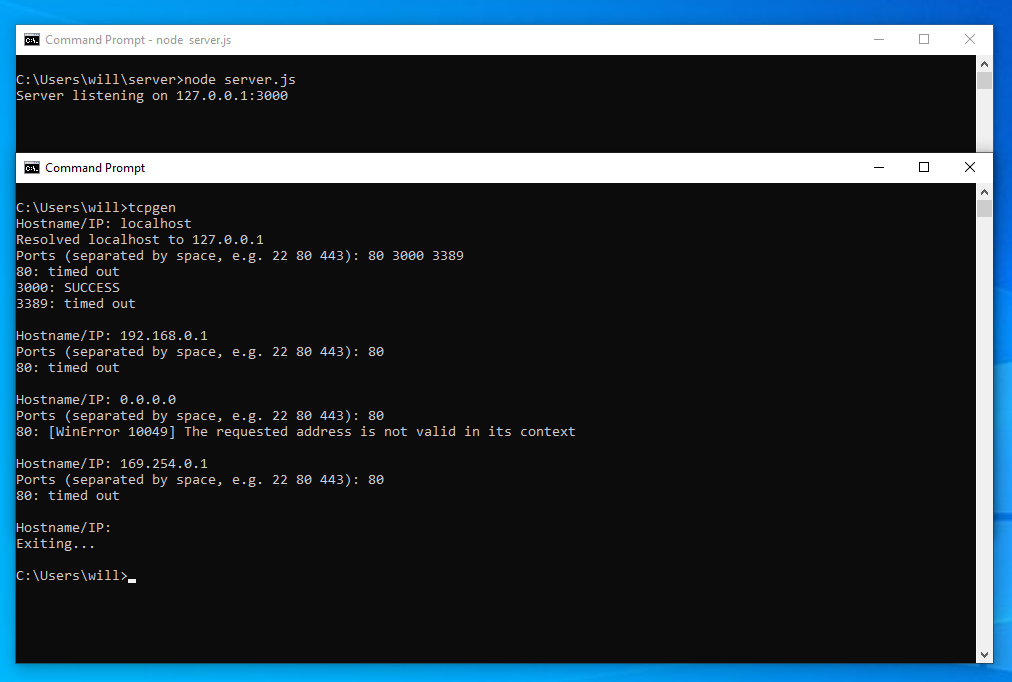 Command Prompt - node server.js
C:\Users\will\server>node server.js
Server listening on 127.0.0.1:3000
Command Prompt
C:\Users\will>tcpgen
Hostname/IP: localhost
Resolved localhost to 127.0.0.1
Ports (separated by space, e.g. 22 80 443): 80 3000 3389
80: timed out
3000: SUCCESS
3389: timed out
Hostname/IP: 192.168.0.1
Ports (separated by space, e.g. 22 80 443): 80
80: timed out
Hostname/IP: 0.0.0.0
Ports (separated by space, e.g. 22 80 443): 80
80: [WinError 10049] The requested address is not valid in its context
Hostname/IP: 169.254.0.1
Ports (separated by space, e.g. 22 80 443): 80
80: timed out
Hostname/IP:
Exiting...
C:\Users\will>